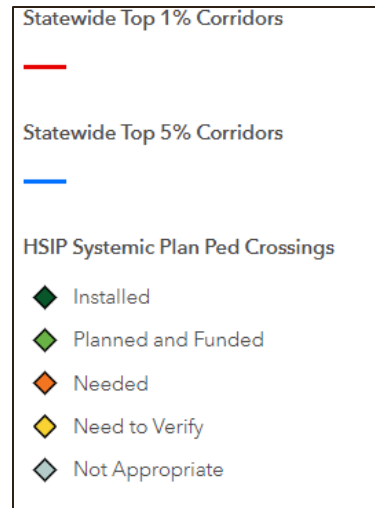 Statewide Top 1% Corridors
Statewide Top 5% Corridors
HSIP Systemic Plan Ped Crossings
Installed
Planned and Funded
Needed
Need to Verify
Not Appropriate